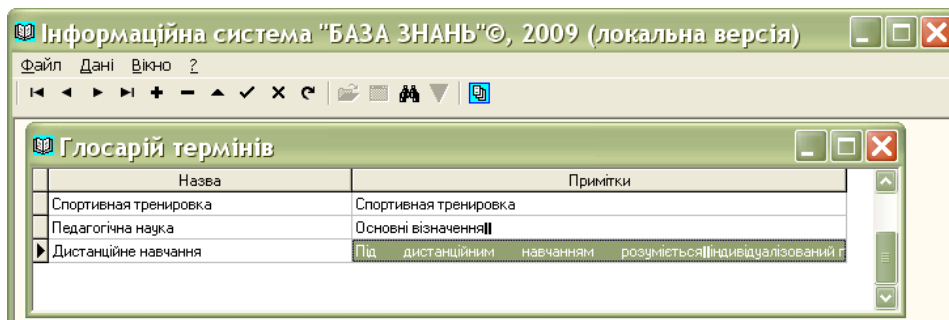 Інформаційна система "БАЗА ЗНАНЬ"©, 2009 (локальна версія)
Файл Дані Вікно ?
Глосарій термінів
Назва Примітки
Спортивная тренировка Спортивная тренировка
Педагогічна наука Основні візначення
Дистанційне навчання Під дистанційним навчанням розуміється індивідуалізований